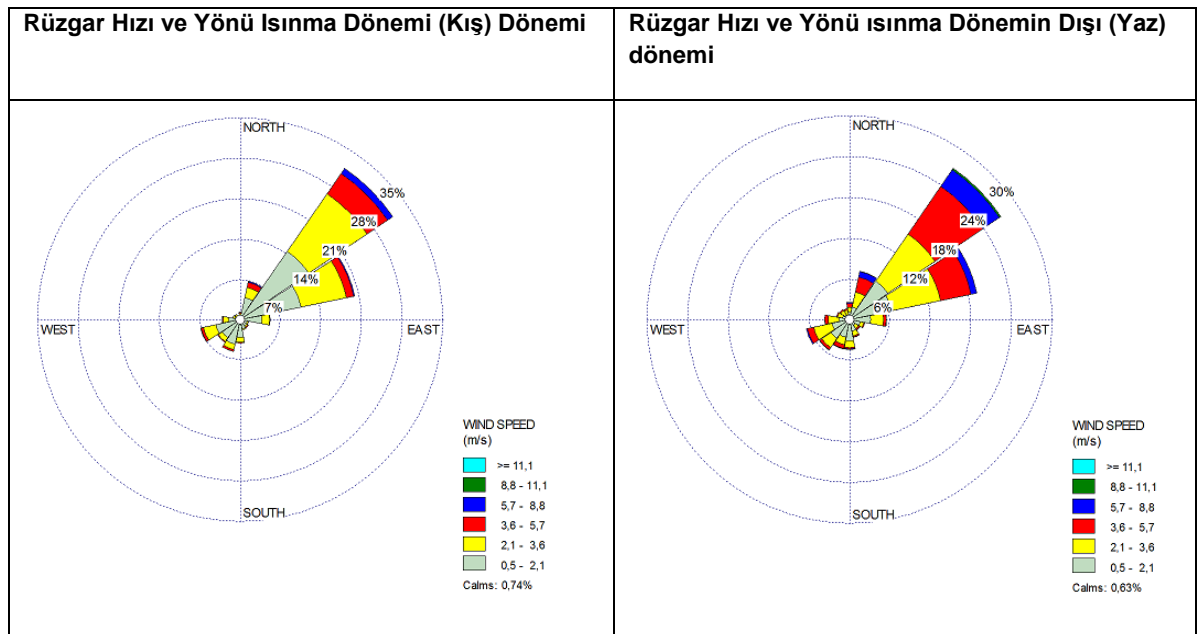 Rüzgar Hızı ve Yönü Isınma Dönemi (Kış) Dönemi
Rüzgar Hızı ve Yönü ısınma Dönemin Dışı (Yaz)
dönemi
NORTH
35%
28%
21%
14%
7%
WEST
EAST
SOUTH
WIND SPEED
(m/s)
>= 11,1
8,8 - 11,1
5,7 - 8,8
3,6 - 5,7
2,1 - 3,6
0,5 - 2,1
Calms: 0,74%
NORTH
30%
24%
18%
12%
6%
WEST
EAST
SOUTH
WIND SPEED
(m/s)
>= 11,1
8,8 - 11,1
5,7 - 8,8
3,6 - 5,7
2,1 - 3,6
0,5 - 2,1
Calms: 0,63%